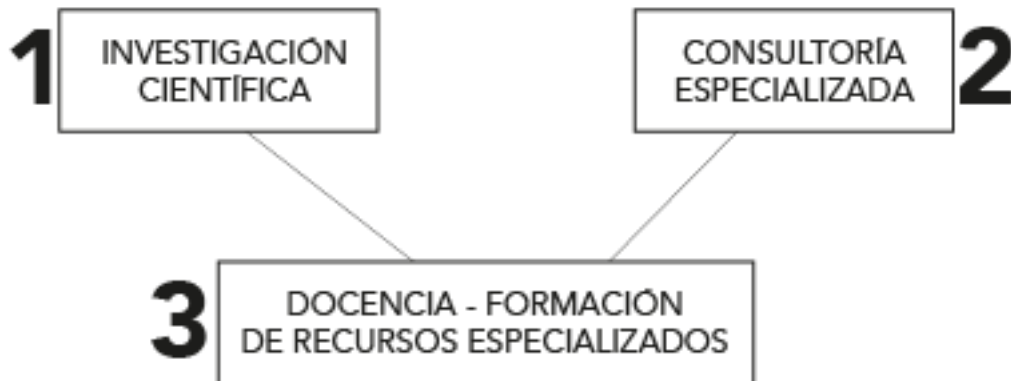 1
INVESTIGACIÓN
CIENTÍFICA
CONSULTORÍA
ESPECIALIZADA
2
3
DOCENCIA - FORMACIÓN
DE RECURSOS ESPECIALIZADOS